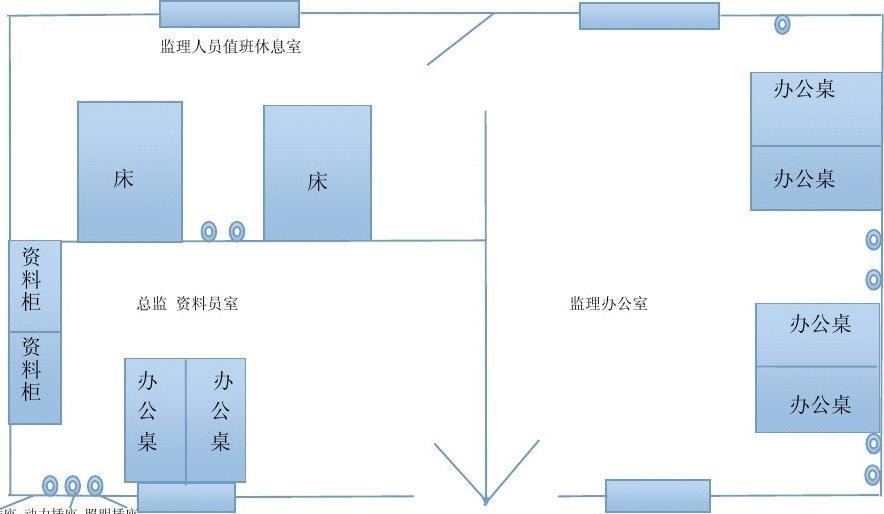 监理人员值班休息室
办公桌
办公桌
床
床
资料柜
资料柜
总监 资料员室
监理办公室
办公桌
办公桌
办公桌
办公桌
动力插座 照明插座